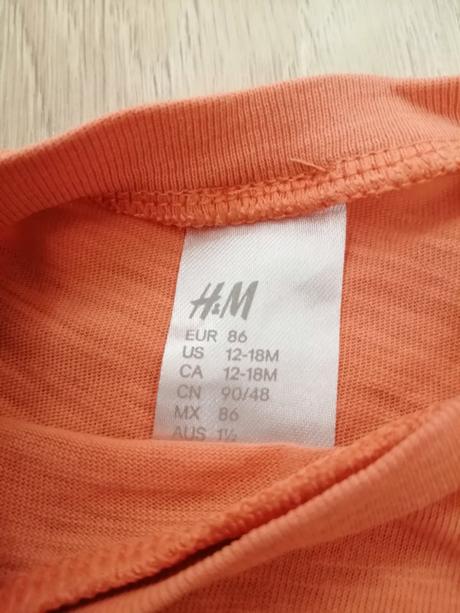 H&M
EUR 86
US 12-18M
CA 12-18M
CN 90/48
MX 86
AUS 1½